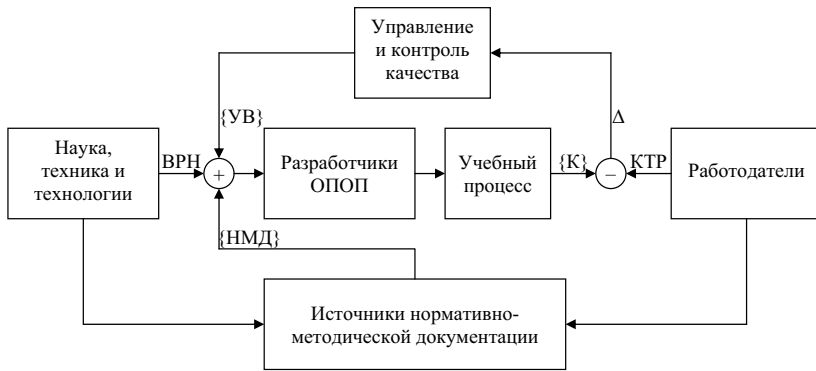 Управление
и контроль
качества
{УВ}
Δ
Наука,
техника и
технологии
ВРН
+
Разработчики
ОПОП
Учебный
процесс
{К}
−
КТР
Работодатели
{НМД}
Источники нормативно-
методической документации